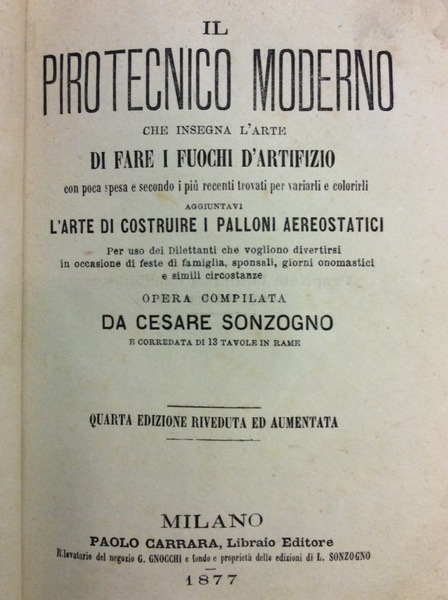 IL
PIROTECNICO MODERNO
CHE INSEGNA L'ARTE
DI FARE I FUOCHI D'ARTIFIZIO
con poca spesa e secondo i più recenti trovati per variarli e colorirli
AGGIUNTAVI
L'ARTE DI COSTRUIRE I PALLONI AEREOSTATICI
Per uso dei Dilettanti che vogliono divertirsi
in occasione di feste di famiglia, sponsali, giorni onomastici
e simili circostanze
OPERA COMPILATA
DA CESARE SONZOGNO
E CORREDATA DI 13 TAVOLE IN RAME
QUARTA EDIZIONE RIVEDUTA ED AUMENTATA
MILANO
PAOLO CARRARA, Libraio Editore
Rilevatario del negozio G. GNOCCHI e fondo e proprietà delle edizioni di L. SONZOGNO
1877